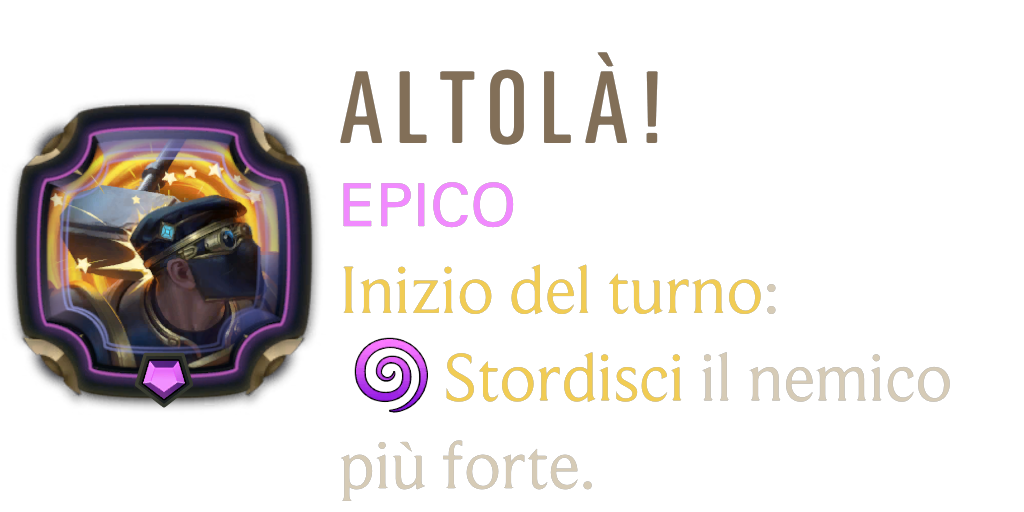 ALTOLÀ!
EPICO
Inizio del turno:
Stordisci il nemico
più forte.